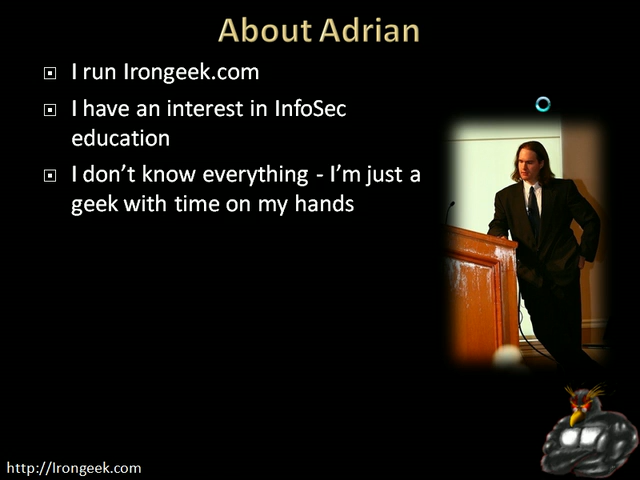 About Adrian
I run Irongeek.com
I have an interest in InfoSec
education
I don’t know everything - I’m just a
geek with time on my hands
http://Irongeek.com